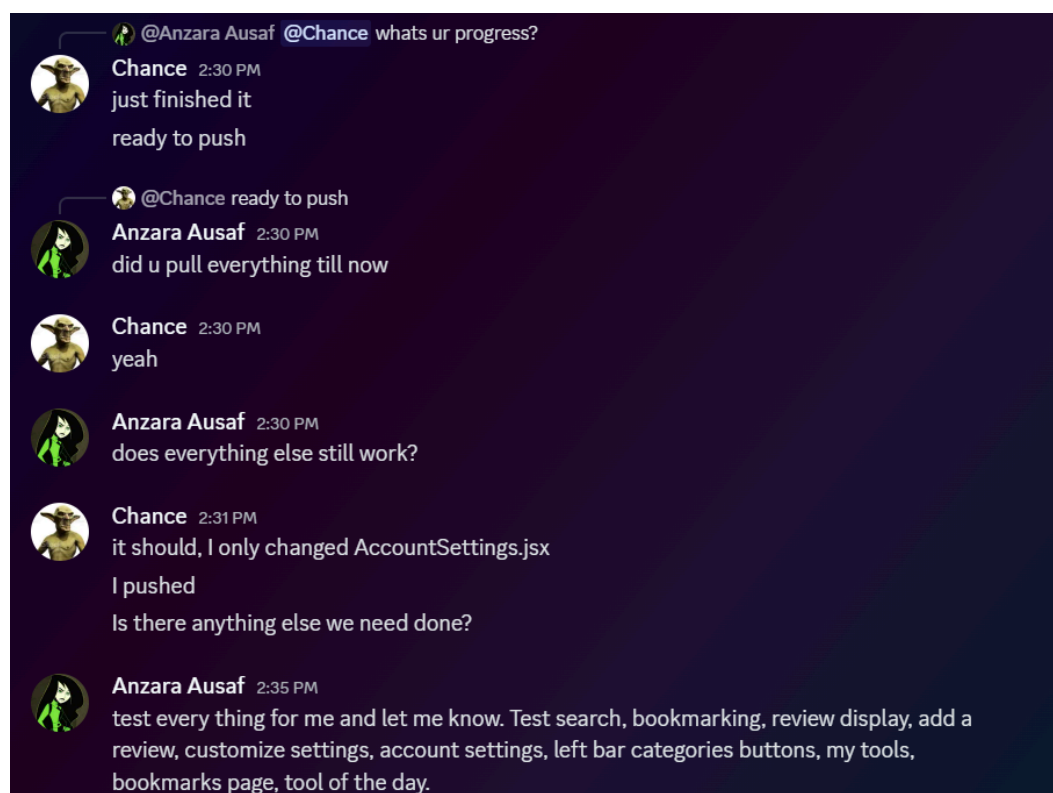 @Anzara Ausaf @Chance whats ur progress?
Chance 2:30 PM
just finished it
ready to push
@Chance ready to push
Anzara Ausaf 2:30 PM
did u pull everything till now
Chance 2:30 PM
yeah
Anzara Ausaf 2:30 PM
does everything else still work?
Chance 2:31 PM
it should, I only changed AccountSettings.jsx
I pushed
Is there anything else we need done?
Anzara Ausaf 2:35 PM
test every thing for me and let me know. Test search, bookmarking, review display, add a
review, customize settings, account settings, left bar categories buttons, my tools,
bookmarks page, tool of the day.